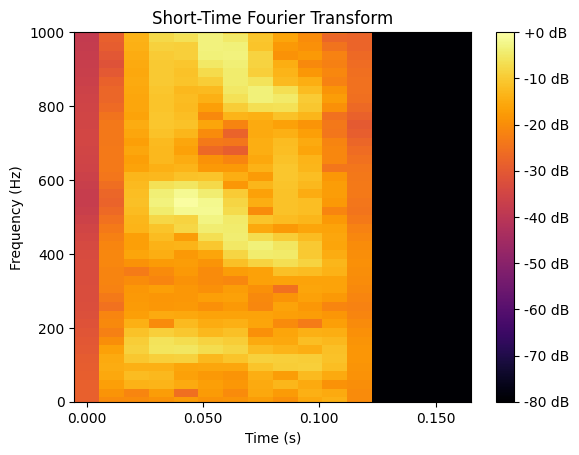 Short-Time Fourier Transform
1000
800
600
400
200
0
Frequency (Hz)
0.000
0.050
0.100
0.150
Time (s)
+0 dB
-10 dB
-20 dB
-30 dB
-40 dB
-50 dB
-60 dB
-70 dB
-80 dB